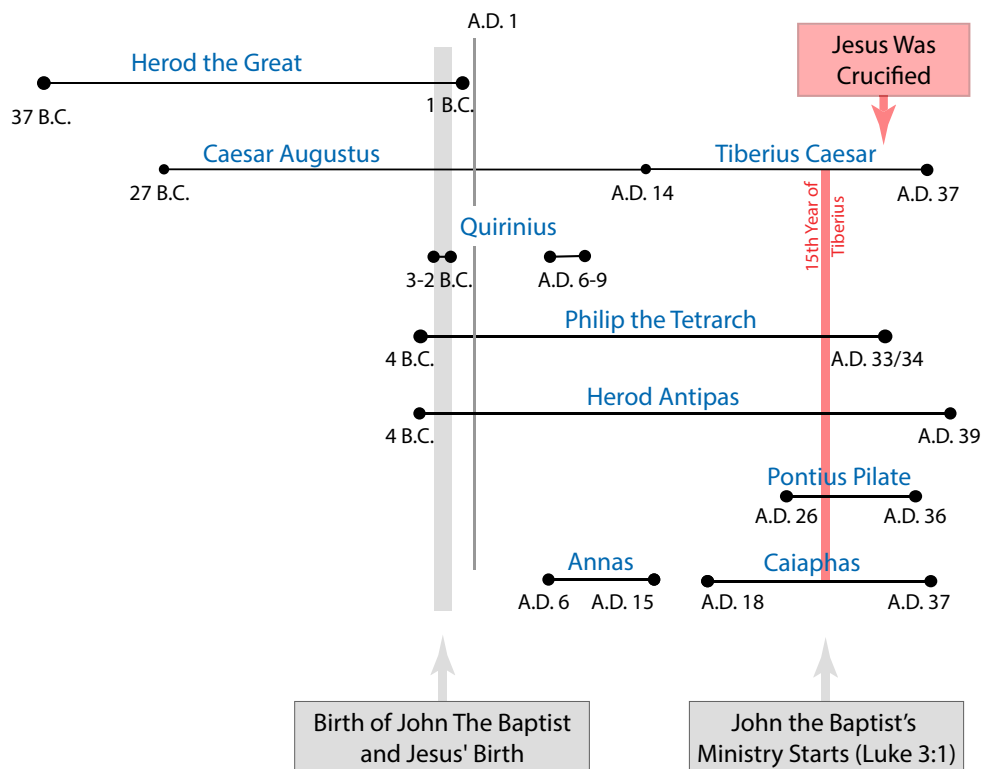 A.D. 1
Jesus Was
Crucified
Herod the Great
37 B.C.
1 B.C.
Caesar Augustus
Tiberius Caesar
27 B.C.
A.D. 14
A.D. 37
15th Year of
Tiberius
Quirinius
3-2 B.C.
A.D. 6-9
Philip the Tetrarch
4 B.C.
A.D. 33/34
Herod Antipas
4 B.C.
A.D. 39
Pontius Pilate
A.D. 26
A.D. 36
Annas
Caiaphas
A.D. 6
A.D. 15
A.D. 18
A.D. 37
Birth of John The Baptist
and Jesus' Birth
John the Baptist’s
Ministry Starts (Luke 3:1)